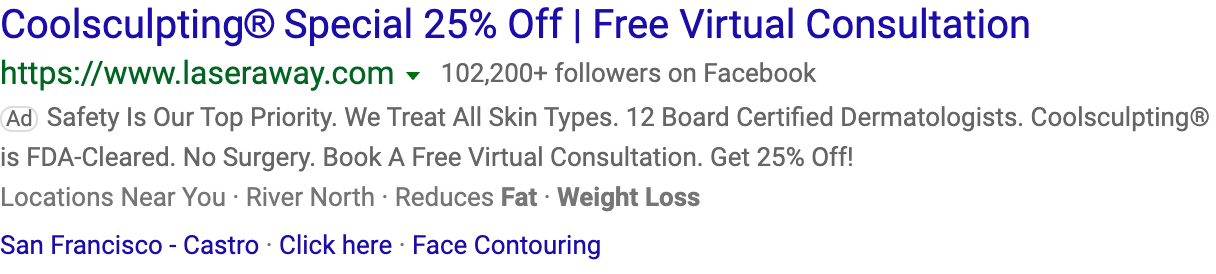 Coolsculpting® Special 25% Off | Free Virtual Consultation
https://www.laseraway.com 102,200+ followers on Facebook
Ad Safety Is Our Top Priority. We Treat All Skin Types. 12 Board Certified Dermatologists. Coolsculpting®
is FDA-Cleared. No Surgery. Book A Free Virtual Consultation. Get 25% Off!
Locations Near You · River North · Reduces Fat · Weight Loss
San Francisco - Castro · Click here · Face Contouring